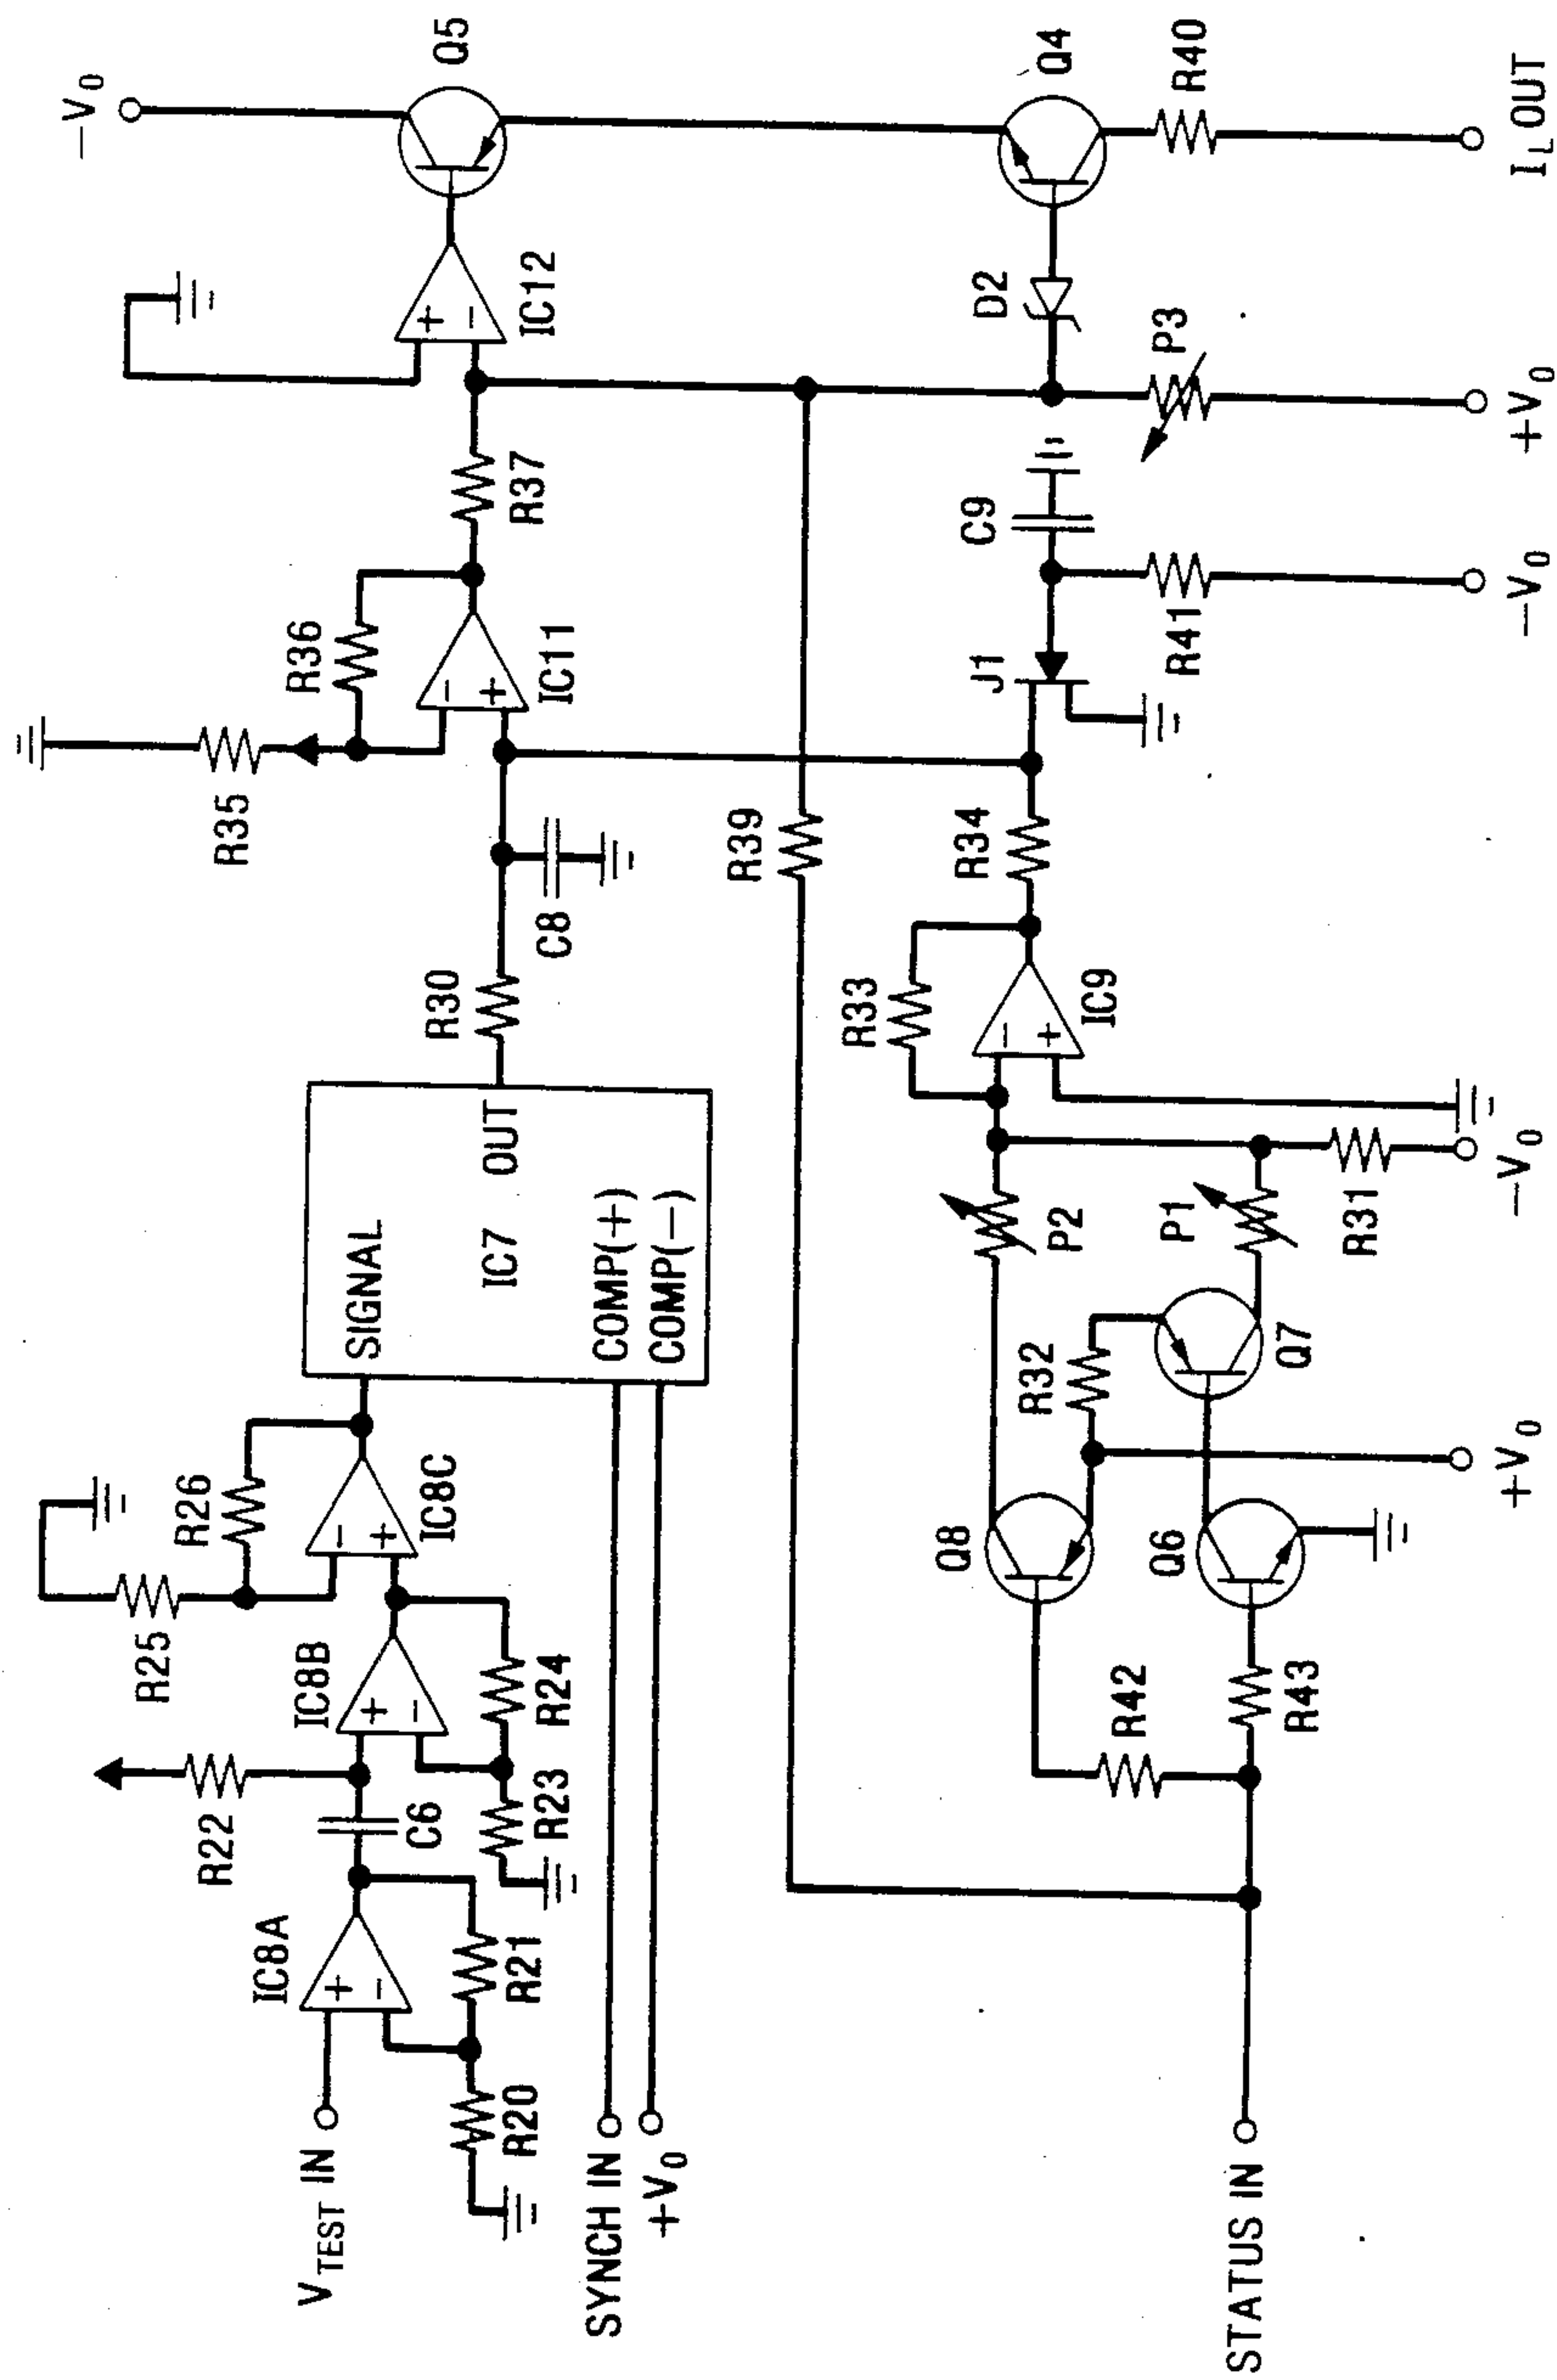 V TEST IN
IC8A
R20
R21
C6
R22
IC8B
R23
R24
R25
R26
IC8C
SIGNAL
IC7 OUT
COMP(+)
COMP(−)
SYNCH IN
+V0
R30
C8
R35
R36
IC11
R37
IC12
−V0
Q5
R39
STATUS IN
R42
R43
Q8
Q6
+V0
R32
Q7
P2
P1
R31
−V0
R33
IC9
R34
J1
C9
R41
−V0
D2
P3
+V0
Q4
R40
IL OUT